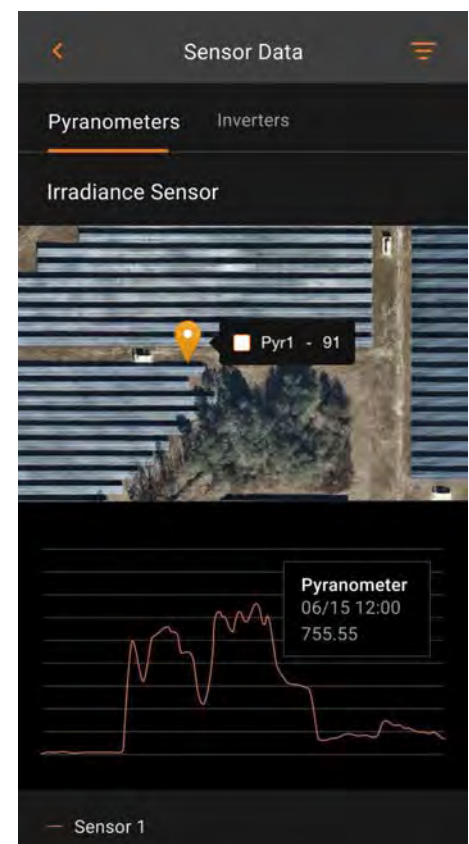 Sensor Data
Pyranometers Inverters
Irradiance Sensor
Pyr1 - 91
Pyranometer
06/15 12:00
755.55
Sensor 1